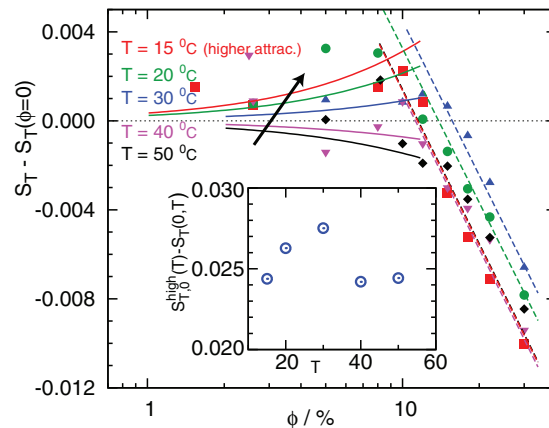 0.004
0.000
-0.004
-0.008
-0.012
S_T - S_T(ϕ=0)
T = 15 ⁰C (higher attrac.)
T = 20 ⁰C
T = 30 ⁰C
T = 40 ⁰C
T = 50 ⁰C
0.030
0.025
0.020
S^high_T,0(T)-S_T(0,T)
20
40
60
T
1
10
ϕ / %